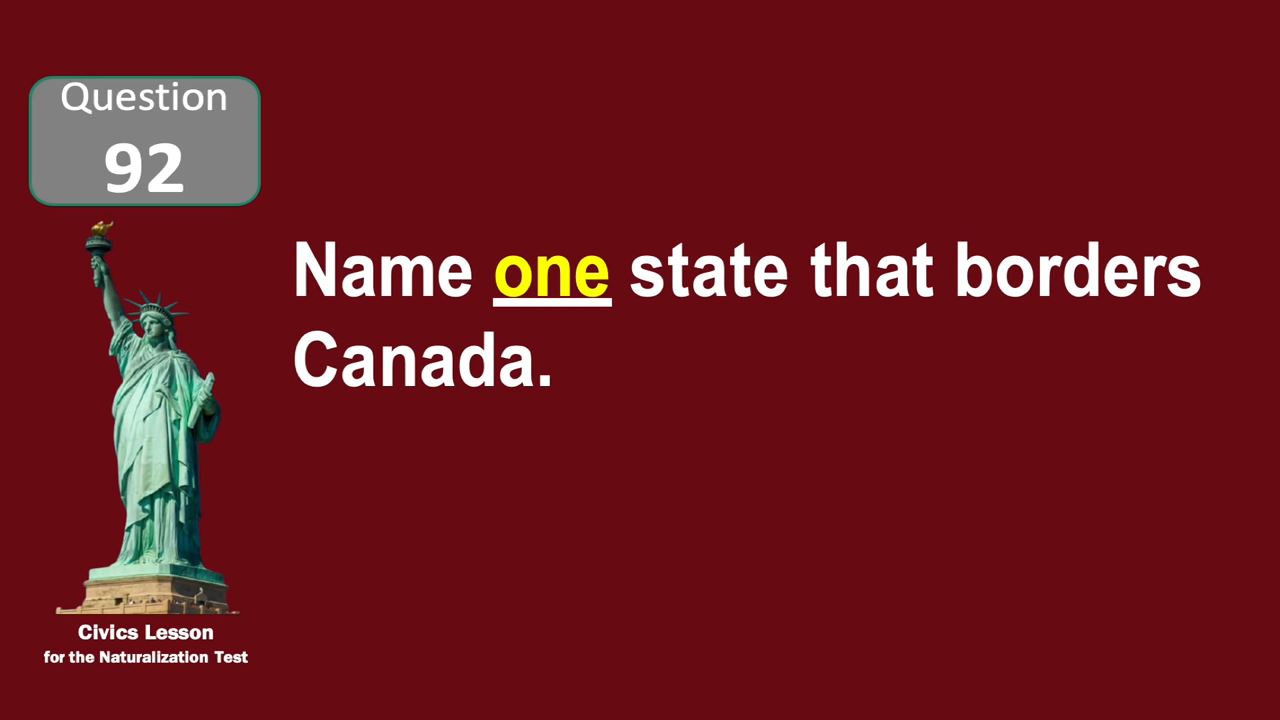 Question
92
Name one state that borders
Canada.
Civics Lesson
for the Naturalization Test